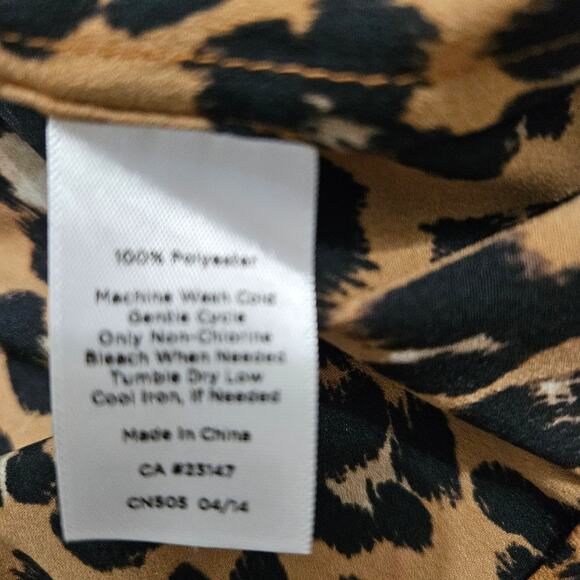 100% Polyester
Machine Wash Cold
Gentle Cycle
Only Non-Chlorine
Bleach When Needed
Tumble Dry Low
Cool Iron, If Needed
Made In China
CA #23147
CN505 04/14